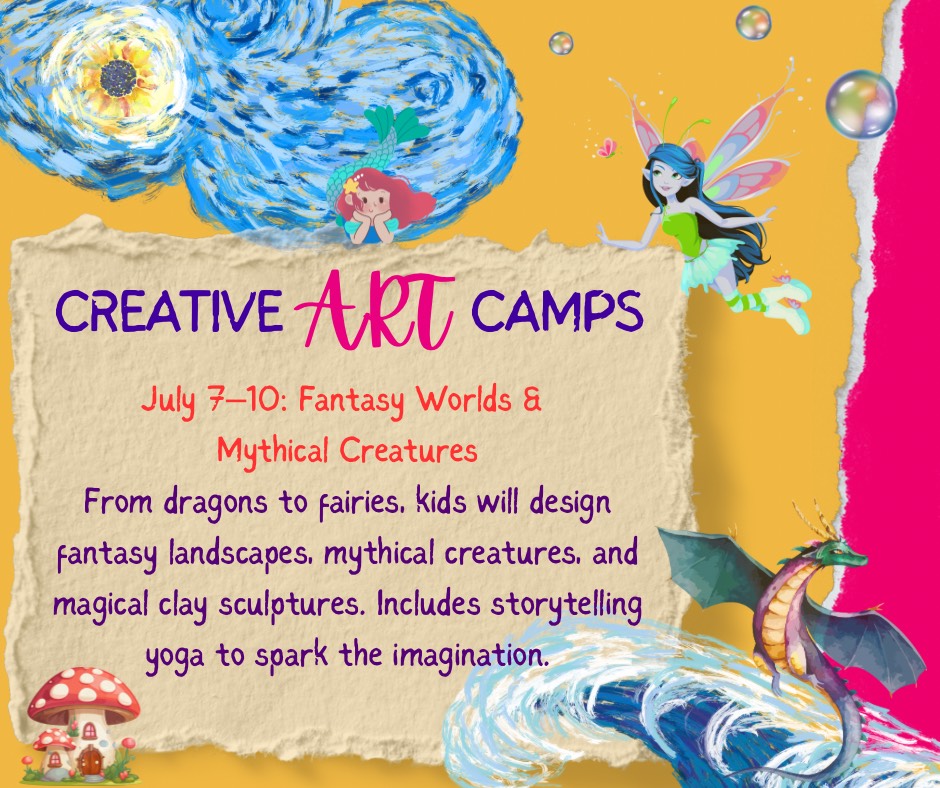 CREATIVE ART CAMPS
July 7–10: Fantasy Worlds &
Mythical Creatures
From dragons to fairies, kids will design
fantasy landscapes, mythical creatures, and
magical clay sculptures. Includes storytelling
yoga to spark the imagination.